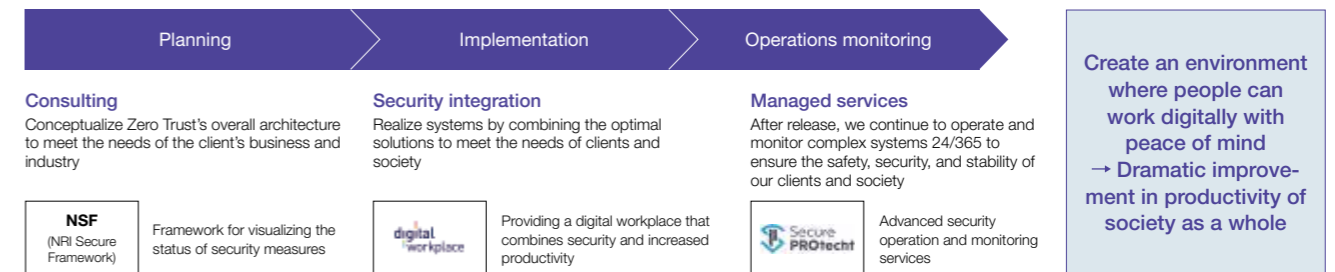 Planning
Implementation
Operations monitoring
Consulting
Conceptualize Zero Trust's overall architecture
to meet the needs of the client's business and
industry
NSF
(NRI Secure
Framework)
Framework for visualizing the
status of security measures
Security integration
Realize systems by combining the optimal
solutions to meet the needs of clients and
society
digital
workplace
Providing a digital workplace that
combines security and increased
productivity
Managed services
After release, we continue to operate and
monitor complex systems 24/365 to
ensure the safety, security, and stability of
our clients and society
Secure
PROtecht
Advanced security
operation and monitoring
services
Create an environment
where people can
work digitally with
peace of mind
→ Dramatic improve-
ment in productivity of
society as a whole